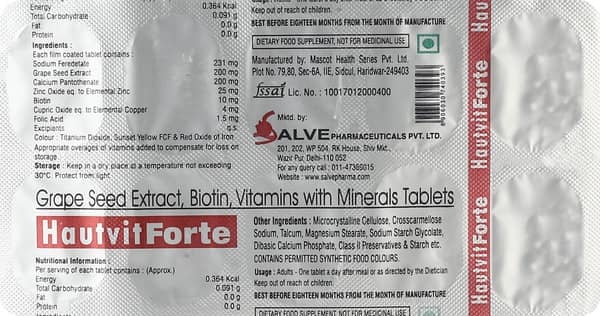 Energy 0.364 Kcal
Total Carbohydrate 0.091 g
Fat 0.0 g
Protein 0.0 g
Ingredients :
Each film coated tablet contains :
Sodium Feredetate 231 mg
Grape Seed Extract 200 mg
Calcium Pantothenate 200 mg
Zinc Oxide eq. to Elemental Zinc 25 mg
Biotin 10 mg
Cupric Oxide eq. to Elemental Copper 4 mg
Folic Acid 1.5 mg
Excipients q.s.
Colour : Titanium Dioxide, Sunset Yellow FCF & Red Oxide of Iron
Appropriate overages of vitamins added to compensate for loss on
storage.
Storage : Keep in a dry place at a temperature not exceeding
30°C. Protect from light.
Keep out of reach of children.
BEST BEFORE EIGHTEEN MONTHS FROM THE MONTH OF MANUFACTURE
DIETARY FOOD SUPPLEMENT, NOT FOR MEDICINAL USE
Manufactured by: Mascot Health Series Pvt. Ltd.
Plot No. 79,80, Sec-6A, IIE, Sidcul, Haridwar-249403
fssai Lic. No. : 10017012000400
Mktd. by:
SALVE PHARMACEUTICALS PVT. LTD.
201, 202, WP 504, RK House, Shiv Mkt.,
Wazir Pur, Delhi-110 052
For any query call : 011-47366015
Website : www.salvepharma.com
HautvitForte
HautvitForte
Grape Seed Extract, Biotin, Vitamins with Minerals Tablets
HautvitForte
Nutritional Information :
Per serving of each tablet contains : (Approx.)
Energy 0.364 Kcal
Total Carbohydrate 0.091 g
Fat 0.0 g
Protein 0.0 g
Other Ingredients : Microcrystalline Cellulose, Croscarmellose
Sodium, Talcum, Magnesium Stearate, Sodium Starch Glycolate,
Dibasic Calcium Phosphate, Class II Preservatives & Starch etc.
CONTAINS PERMITTED SYNTHETIC FOOD COLOURS.
Usage : Adults - One tablet a day after meal or as directed by the Dietician
Keep out of reach of children.
BEST BEFORE EIGHTEEN MONTHS FROM THE MONTH OF MANUFACTURE
DIETARY FOOD SUPPLEMENT, NOT FOR MEDICINAL USE
HautvitForte